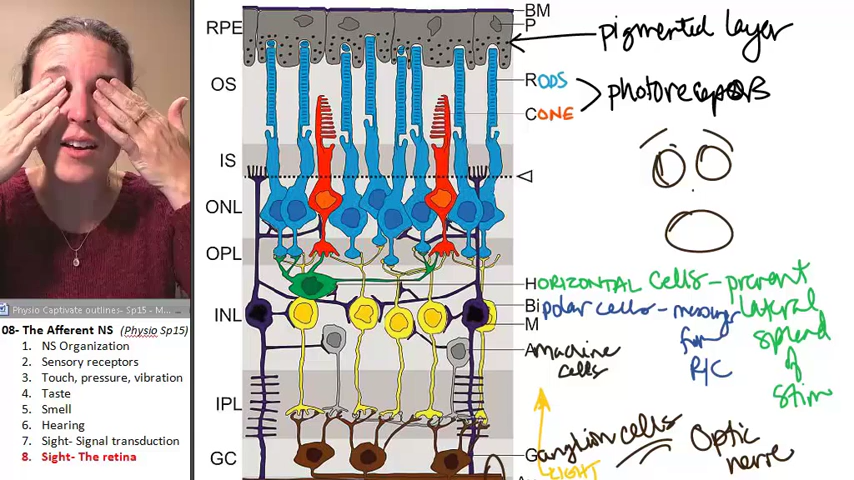 BM
RPE
P
pigmented layer
OS
RODS
photoreceptors
CONE
IS
ONL
OPL
HORIZONTAL cells - prevent
lateral
spread
of
stim
INL
Bipolar cells - messenger
from
R/C
M
Amacrine
cells
IPL
GC
Ganglion cells
Optic
nerve
LIGHT
Physio Captivate outlines- Sp15 - M...
08- The Afferent NS (Physio Sp15)
1. NS Organization
2. Sensory receptors
3. Touch, pressure, vibration
4. Taste
5. Smell
6. Hearing
7. Sight- Signal transduction
8. Sight- The retina